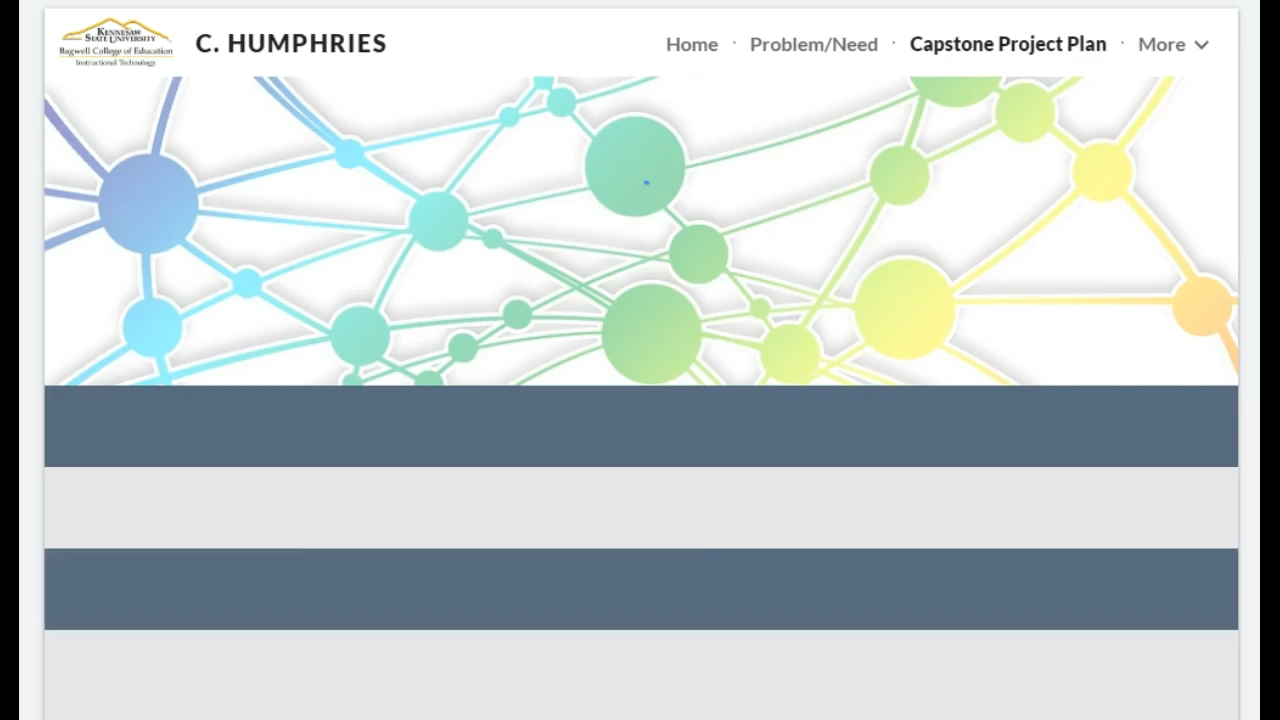 KENNESAW
STATE UNIVERSITY
Bagwell College of Education
Instructional Technology
C. HUMPHRIES
Home · Problem/Need · Capstone Project Plan · More